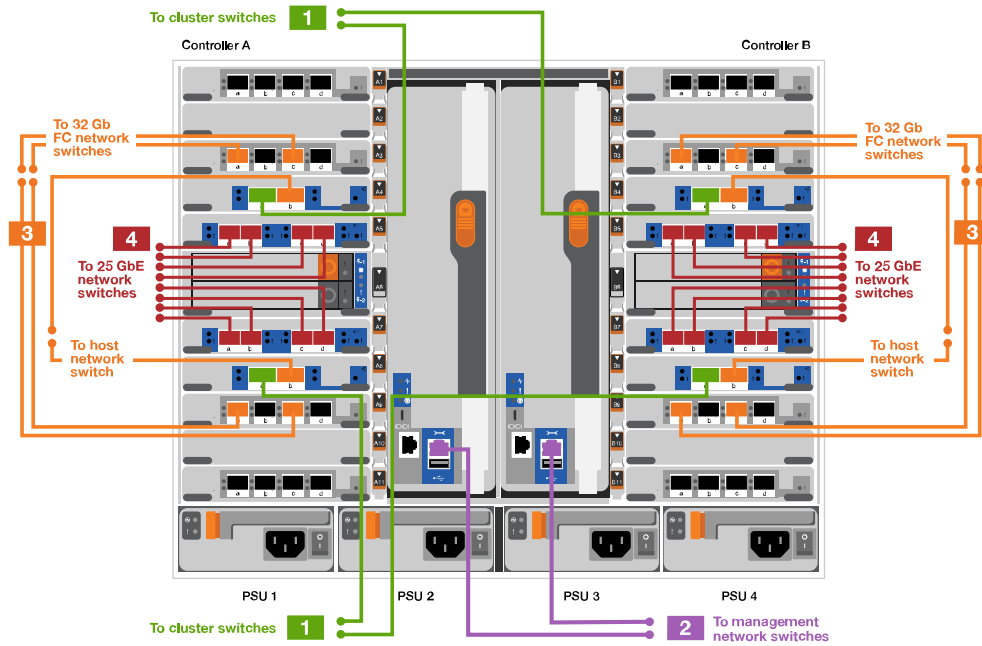 To cluster switches 1
Controller A
Controller B
a b c d
A1
B1
a b c d
A2
B2
To 32 Gb
FC network
switches
a b c d
A3
B3
a b c d
To 32 Gb
FC network
switches
b
A4
B4
b
3
4
A5
B5
4
3
To 25 GbE
network
switches
A6
B6
To 25 GbE
network
switches
a b c d
A7
B7
a b c d
To host
network
switch
b
A8
B8
b
To host
network
switch
A9
B9
A10
B10
a b c d
A11
B11
a b c d
PSU 1
PSU 2
PSU 3
PSU 4
To cluster switches 1
2 To management
network switches